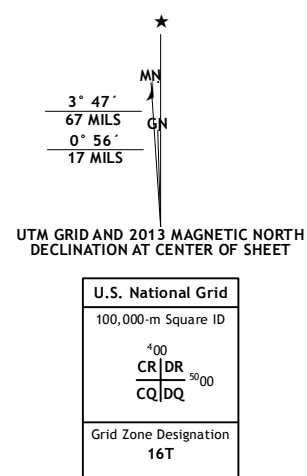 ★
MN
3° 47´
67 MILS
GN
0° 56´
17 MILS
UTM GRID AND 2013 MAGNETIC NORTH
DECLINATION AT CENTER OF SHEET
U.S. National Grid
100,000-m Square ID
⁴00
CR DR
⁵⁰00
CQ DQ
Grid Zone Designation
16T